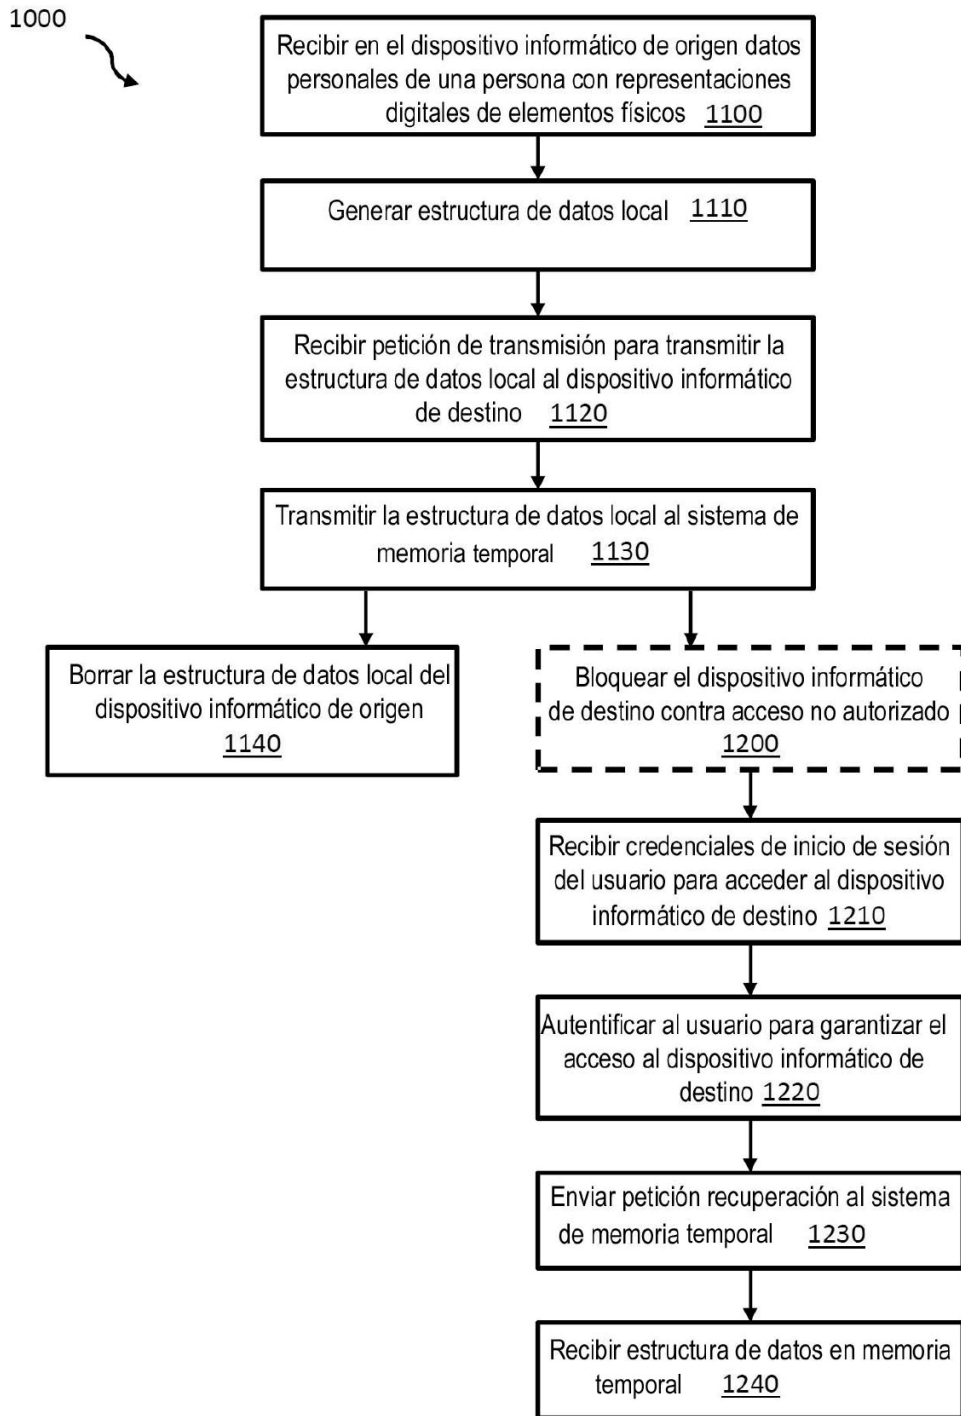 1000
Recibir en el dispositivo informático de origen datos
personales de una persona con representaciones
digitales de elementos físicos 1100
Generar estructura de datos local 1110
Recibir petición de transmisión para transmitir la
estructura de datos local al dispositivo informático
de destino 1120
Transmitir la estructura de datos local al sistema de
memoria temporal 1130
Borrar la estructura de datos local del
dispositivo informático de origen
1140
Bloquear el dispositivo informático
de destino contra acceso no autorizado
1200
Recibir credenciales de inicio de sesión
del usuario para acceder al dispositivo
informático de destino 1210
Autentificar al usuario para garantizar el
acceso al dispositivo informático de
destino 1220
Enviar petición recuperación al sistema
de memoria temporal 1230
Recibir estructura de datos en memoria
temporal 1240